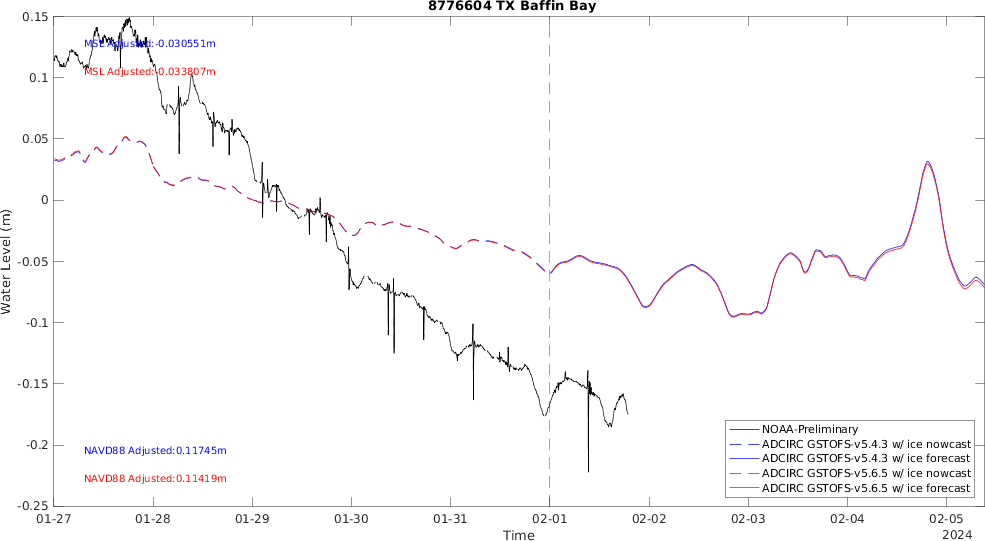 8776604 TX Baffin Bay
0.15
0.1
0.05
0
-0.05
-0.1
-0.15
-0.2
-0.25
Water Level (m)
MSL Adjusted:-0.030551m
MSL Adjusted:-0.033807m
NAVD88 Adjusted:0.11745m
NAVD88 Adjusted:0.11419m
NOAA-Preliminary
ADCIRC GSTOFS-v5.4.3 w/ ice nowcast
ADCIRC GSTOFS-v5.4.3 w/ ice forecast
ADCIRC GSTOFS-v5.6.5 w/ ice nowcast
ADCIRC GSTOFS-v5.6.5 w/ ice forecast
01-27 01-28 01-29 01-30 01-31 02-01 02-02 02-03 02-04 02-05
Time
2024